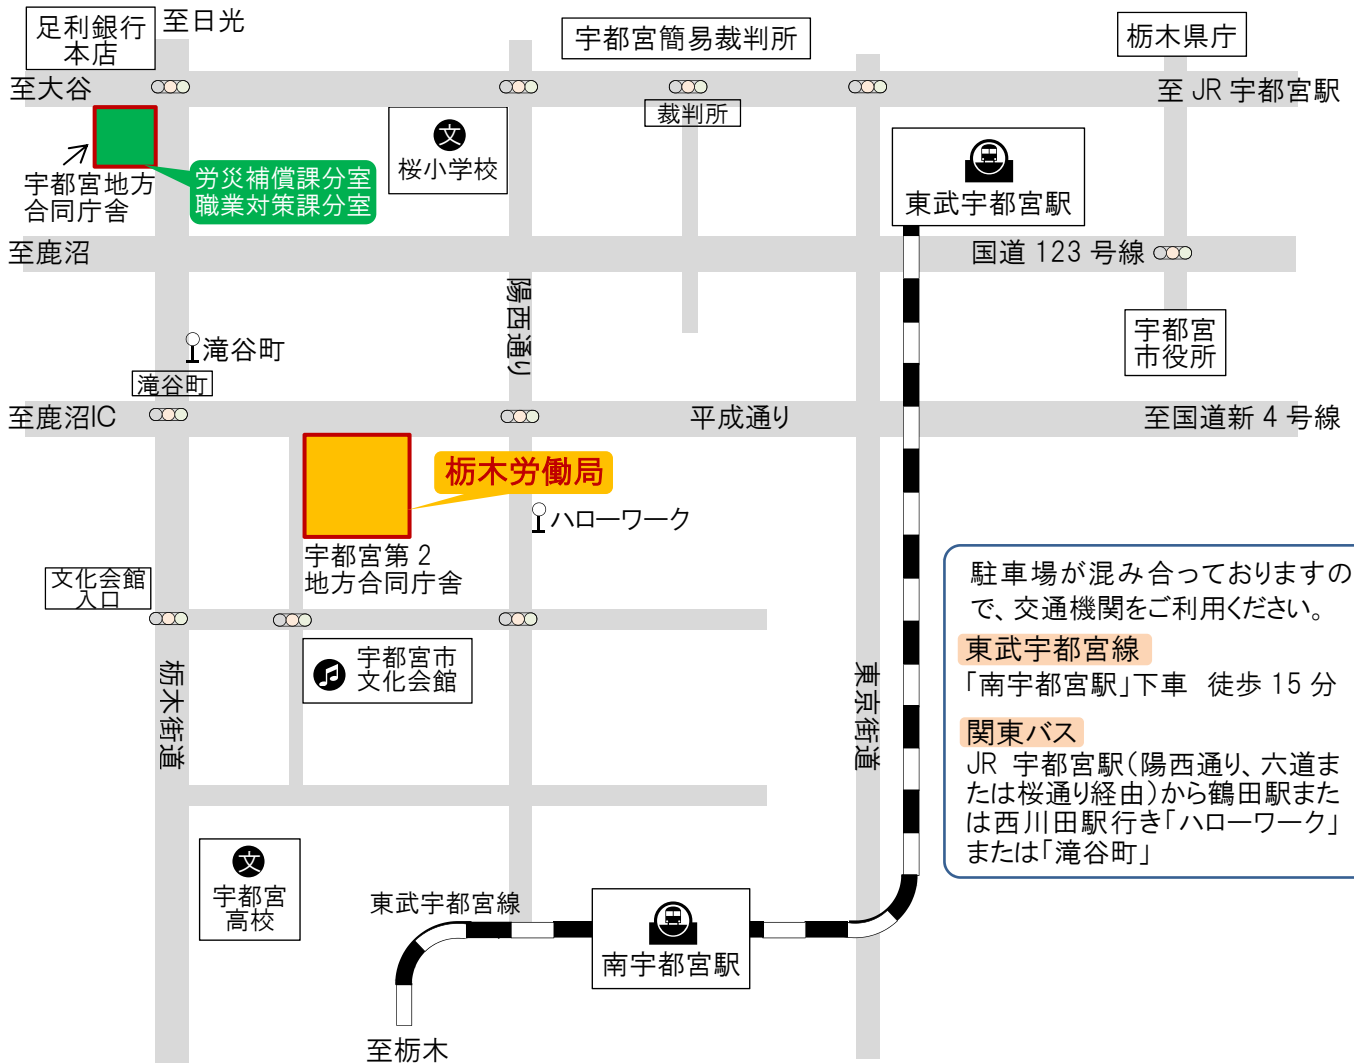 足利銀行
本店
至日光
宇都宮簡易裁判所
栃木県庁
至大谷
至 JR 宇都宮駅
裁判所
文
桜小学校
宇都宮地方
合同庁舎
労災補償課分室
職業対策課分室
東武宇都宮駅
至鹿沼
国道 123 号線
陽西通り
宇都宮
市役所
滝谷町
滝谷町
至鹿沼IC
平成通り
至国道新 4 号線
栃木労働局
ハローワーク
宇都宮第 2
地方合同庁舎
文化会館
入口
宇都宮市
文化会館
栃木街道
東京街道
駐車場が混み合っておりますの
で、交通機関をご利用ください。
東武宇都宮線
「南宇都宮駅」下車　徒歩 15 分
関東バス
JR 宇都宮駅（陽西通り、六道ま
たは桜通り経由）から鶴田駅また
は西川田駅行き「ハローワーク」
または「滝谷町」
文
宇都宮
高校
東武宇都宮線
南宇都宮駅
至栃木